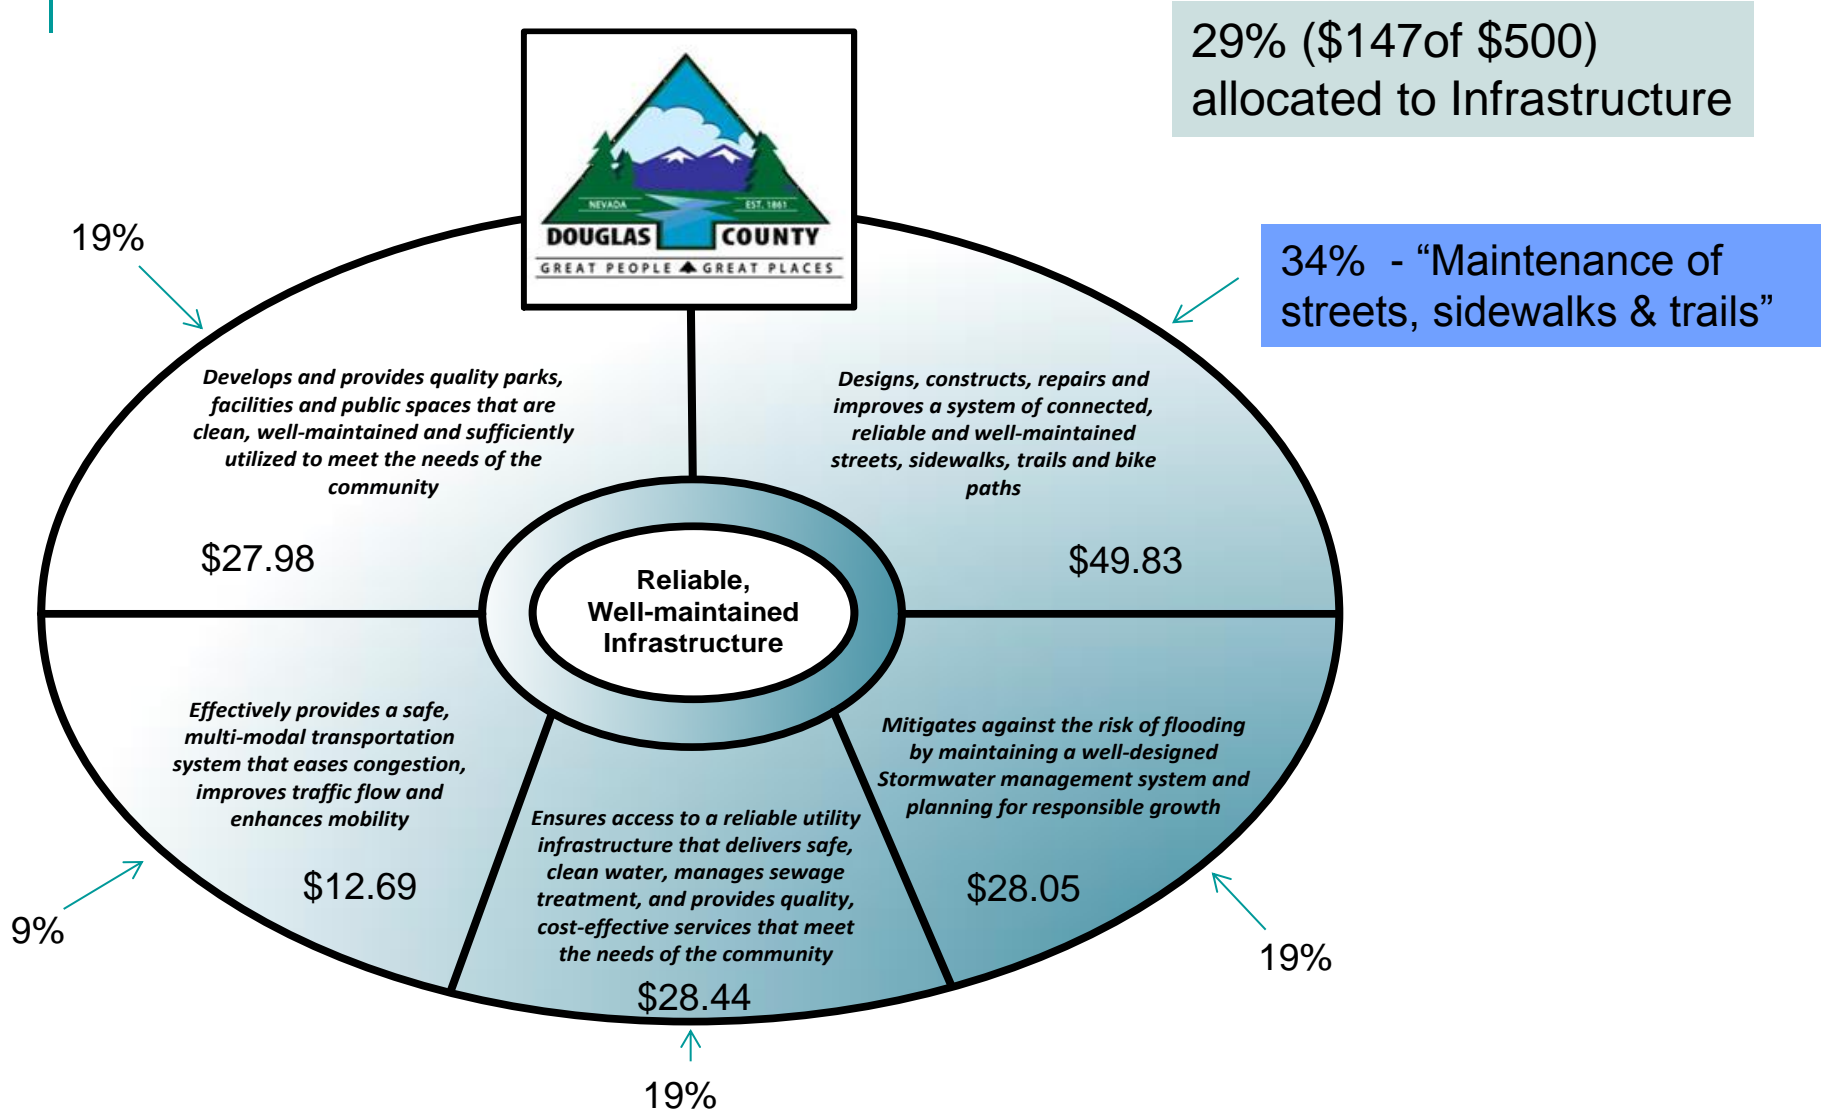 29% ($147of $500)
allocated to Infrastructure
NEVADA
EST. 1861
DOUGLAS COUNTY
GREAT PEOPLE GREAT PLACES
19%
34% - “Maintenance of
streets, sidewalks & trails”
Develops and provides quality parks,
facilities and public spaces that are
clean, well-maintained and sufficiently
utilized to meet the needs of the
community
$27.98
Designs, constructs, repairs and
improves a system of connected,
reliable and well-maintained
streets, sidewalks, trails and bike
paths
$49.83
Reliable,
Well-maintained
Infrastructure
Effectively provides a safe,
multi-modal transportation
system that eases congestion,
improves traffic flow and
enhances mobility
$12.69
9%
Ensures access to a reliable utility
infrastructure that delivers safe,
clean water, manages sewage
treatment, and provides quality,
cost-effective services that meet
the needs of the community
$28.44
19%
Mitigates against the risk of flooding
by maintaining a well-designed
Stormwater management system and
planning for responsible growth
$28.05
19%